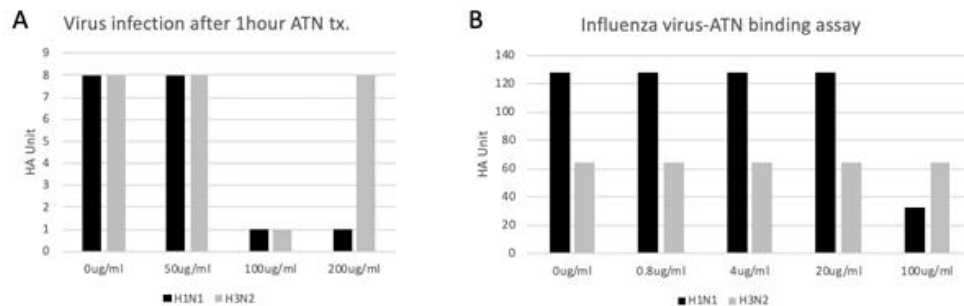 A
Virus infection after 1hour ATN tx.
HA Unit
9
8
7
6
5
4
3
2
1
0
0ug/ml 50ug/ml 100ug/ml 200ug/ml
H1N1 H3N2
B
Influenza virus-ATN binding assay
HA Unit
140
120
100
80
60
40
20
0
0ug/ml 0.8ug/ml 4ug/ml 20ug/ml 100ug/ml
H1N1 H3N2